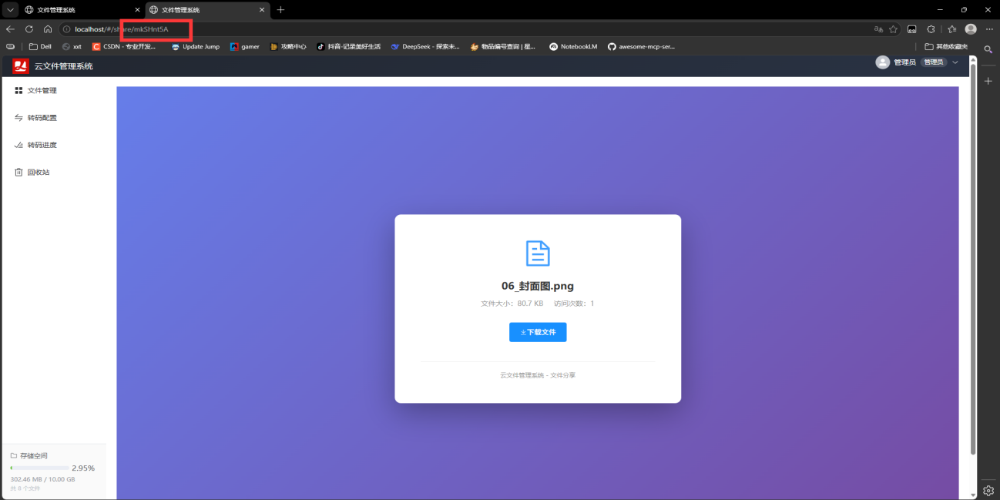 文件管理系统
文件管理系统
localhost/#/share/mkSHntSA
Dell
xxt
CSDN - 专业开发...
Update Jump
gamer
攻略中心
抖音-记录美好生活
DeepSeek - 探索未...
物品编号查询 | 星...
NotebookLM
awesome-mcp-ser...
其他收藏夹
云文件管理系统
管理员
管理员
文件管理
转码配置
转码进度
回收站
06_封面图.png
文件大小：80.7 KB 访问次数：1
下载文件
云文件管理系统 - 文件分享
存储空间
2.95%
302.46 MB / 10.00 GB
共 8 个文件